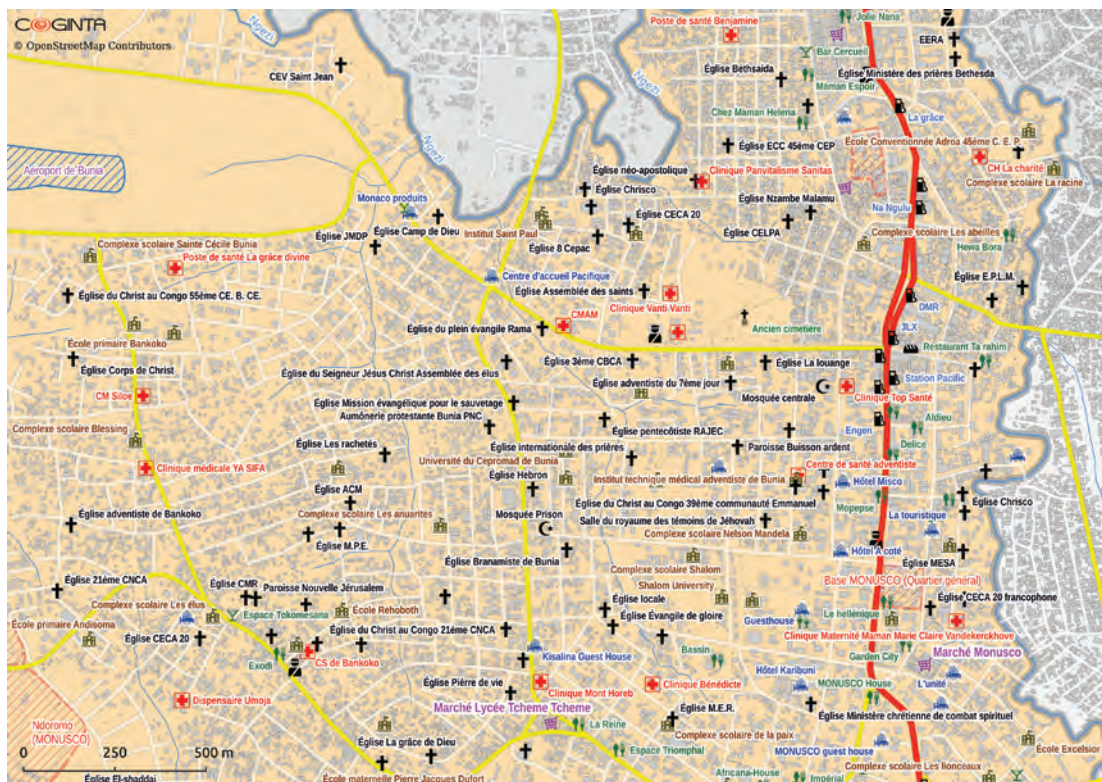 COGINTA
© OpenStreetMap Contributors
Jolie Nana
Poste de santé Benjamine
EERA
Bar Cercueil
Ngezi
CEV Saint Jean
Église Bethsaida
Église Ministère des prières Bethesda
Maman Espoir
Ngezi
Chez Maman Helena
La grâce
École Conventionnée Adroa 45ème C. E. P.
Église ECC 45ème CEP
Ngezi
CH La charité
Aéroport de Bunia
Église néo-apostolique
Clinique Panvitalisme Sanitas
Complexe scolaire La racine
Église Chrisco
Monaco produits
Église Nzambe Malamu
Na Ngulu
Église CECA 20
Église Camp de Dieu
Institut Saint Paul
Église CELPA
Complexe scolaire Les abeilles
Église JMDP
Église 8 Cepac
Hewa Bora
Complexe scolaire Sainte Cécile Bunia
Poste de santé La grâce divine
Centre d'accueil Pacifique
Église E.P.L.M.
Église du Christ au Congo 55ème CE. B. CE.
Église Assemblée des saints
Clinique Vanti Vanti
DMR
CMAM
Ancien cimetière
Église du plein évangile Rama
3LX
École primaire Bankoko
Restaurant Ta rahim
Église Corps de Christ
Église 3ème CBCA
Église La louange
Église du Seigneur Jésus Christ Assemblée des élus
Station Pacific
Église adventiste du 7ème jour
Mosquée centrale
CM Siloe
Clinique Top Santé
Église Mission évangélique pour le sauvetage
Aumônerie protestante Bunia PNC
Aldieu
Complexe scolaire Blessing
Église pentecôtiste RAJEC
Engen
Église Les rachetés
Église internationale des prières
Paroisse Buisson ardent
Delice
Université du Cepromad de Bunia
Centre de santé adventiste
Clinique médicale YA SIFA
Église Hebron
Institut technique médical adventiste de Bunia
Hôtel Misco
Église ACM
Église Chrisco
Église du Christ au Congo 39ème communauté Emmanuel
Mopepse
Complexe scolaire Les anuarites
Mosquée Prison
La touristique
Église adventiste de Bankoko
Salle du royaume des témoins de Jéhovah
Complexe scolaire Nelson Mandela
Église M.P.E.
Hôtel A coté
Église Branamiste de Bunia
Église MESA
Complexe scolaire Shalom
Base MONUSCO (Quartier général)
Église 21ème CNCA
Église CMR
Paroisse Nouvelle Jérusalem
Shalom University
Église CECA 20 francophone
Complexe scolaire Les élus
Espace Tokomesana
École Rehoboth
Église locale
Le hellénique
Église Évangile de gloire
Guesthouse
École primaire Andisoma
Église du Christ au Congo 21ème CNCA
Clinique Maternité Maman Marie Claire Vandekerckhove
Église CECA 20
Bassin
Garden City
CS de Bankoko
Kisalina Guest House
Marché Monusco
Exodi
Hôtel Karibuni
Église Pièrre de vie
Clinique Mont Horeb
Clinique Bénédicte
MONUSCO House
L'unité
Dispensaire Umoja
Marché Lycée Tcheme Tcheme
Église M.E.R.
Église Ministère chrétienne de combat spirituel
Ndoromo
(MONUSCO)
La Reine
Complexe scolaire de la paix
Église La grâce de Dieu
Espace Triomphal
MONUSCO guest house
École Excelsior
0 250 500 m
Complexe scolaire Les lionceaux
Africana-House
Église El-shaddai
École maternelle Pierre Jacques Dufort
Impérial